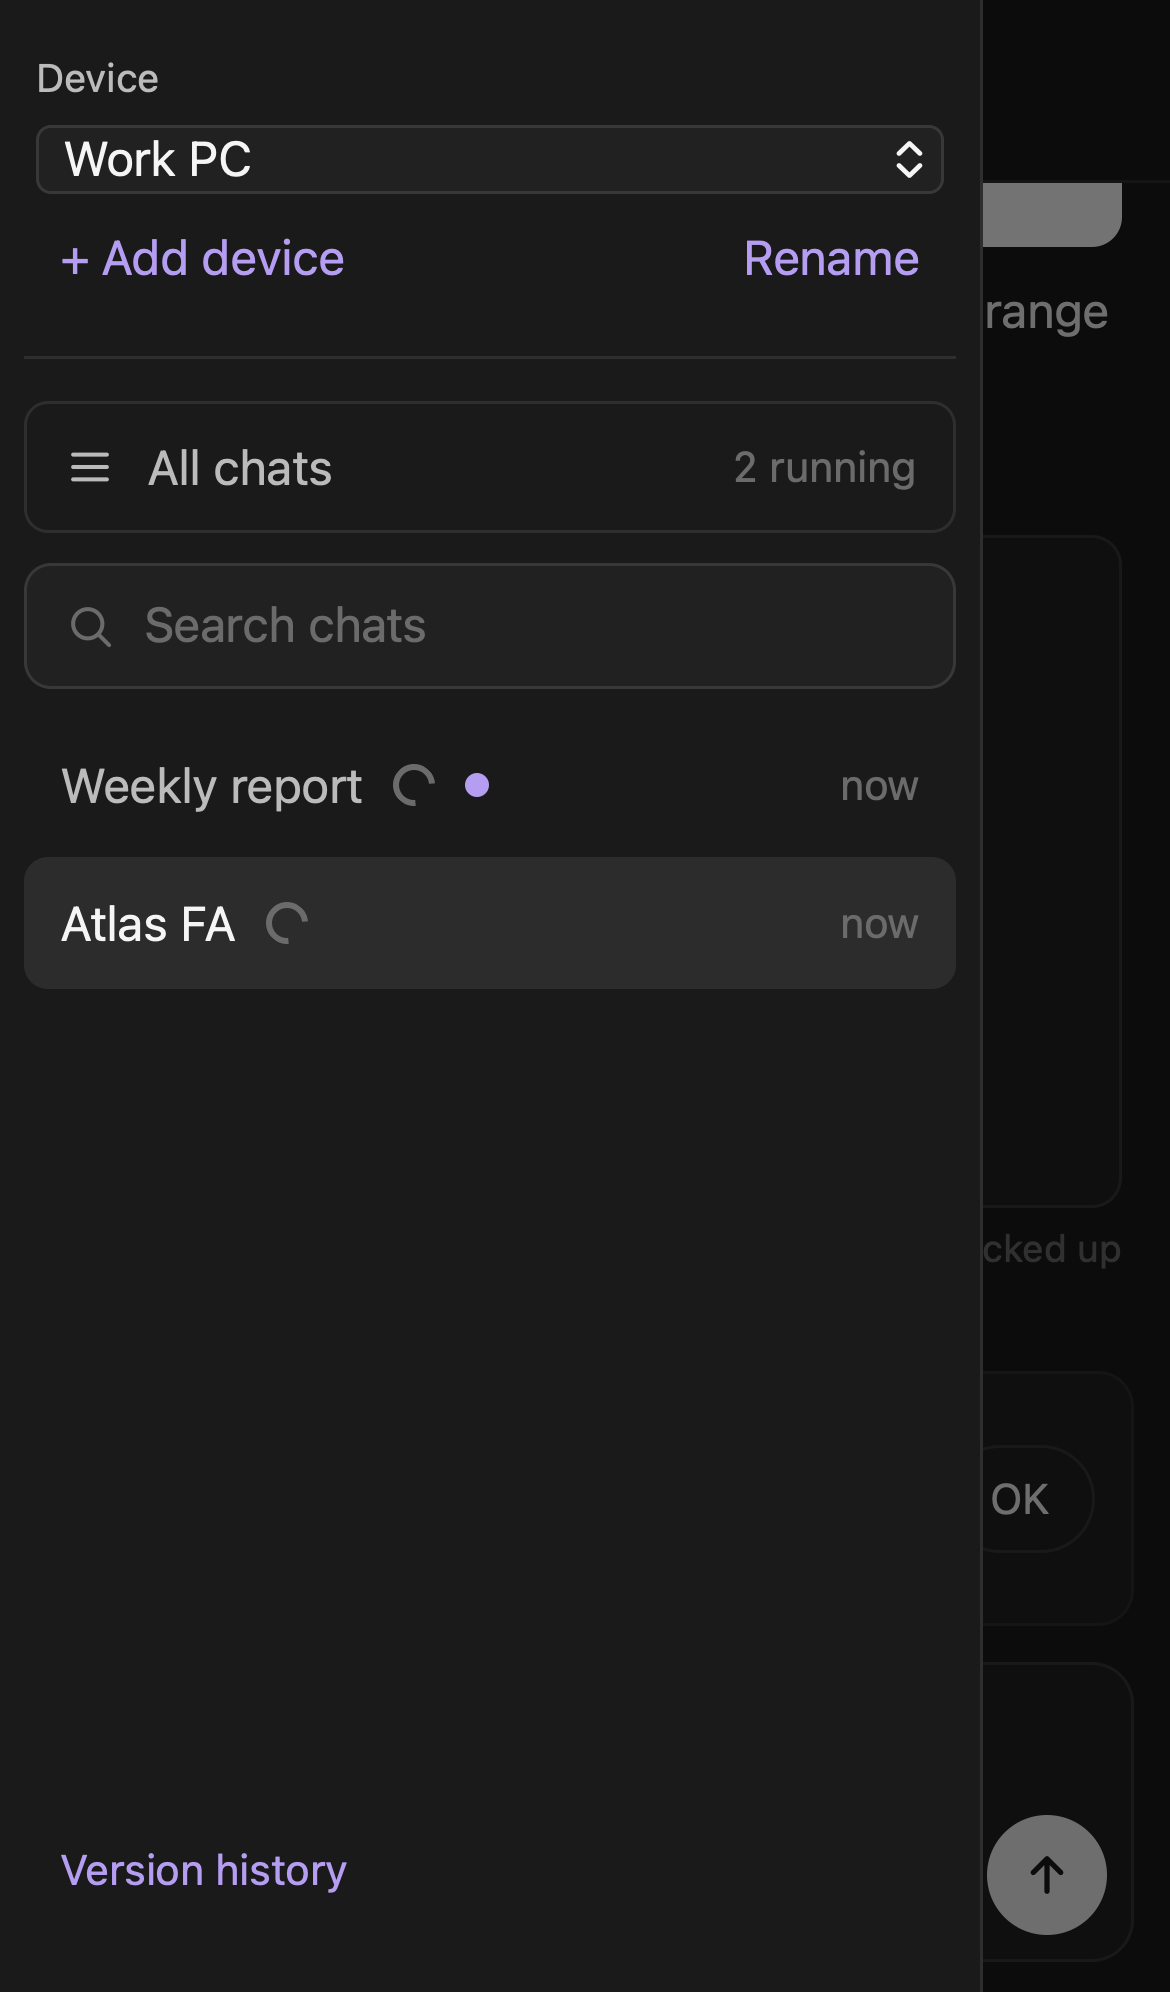 Device
Work PC
+ Add device
Rename
range
All chats
2 running
Search chats
Weekly report
now
Atlas FA
now
cked up
OK
Version history